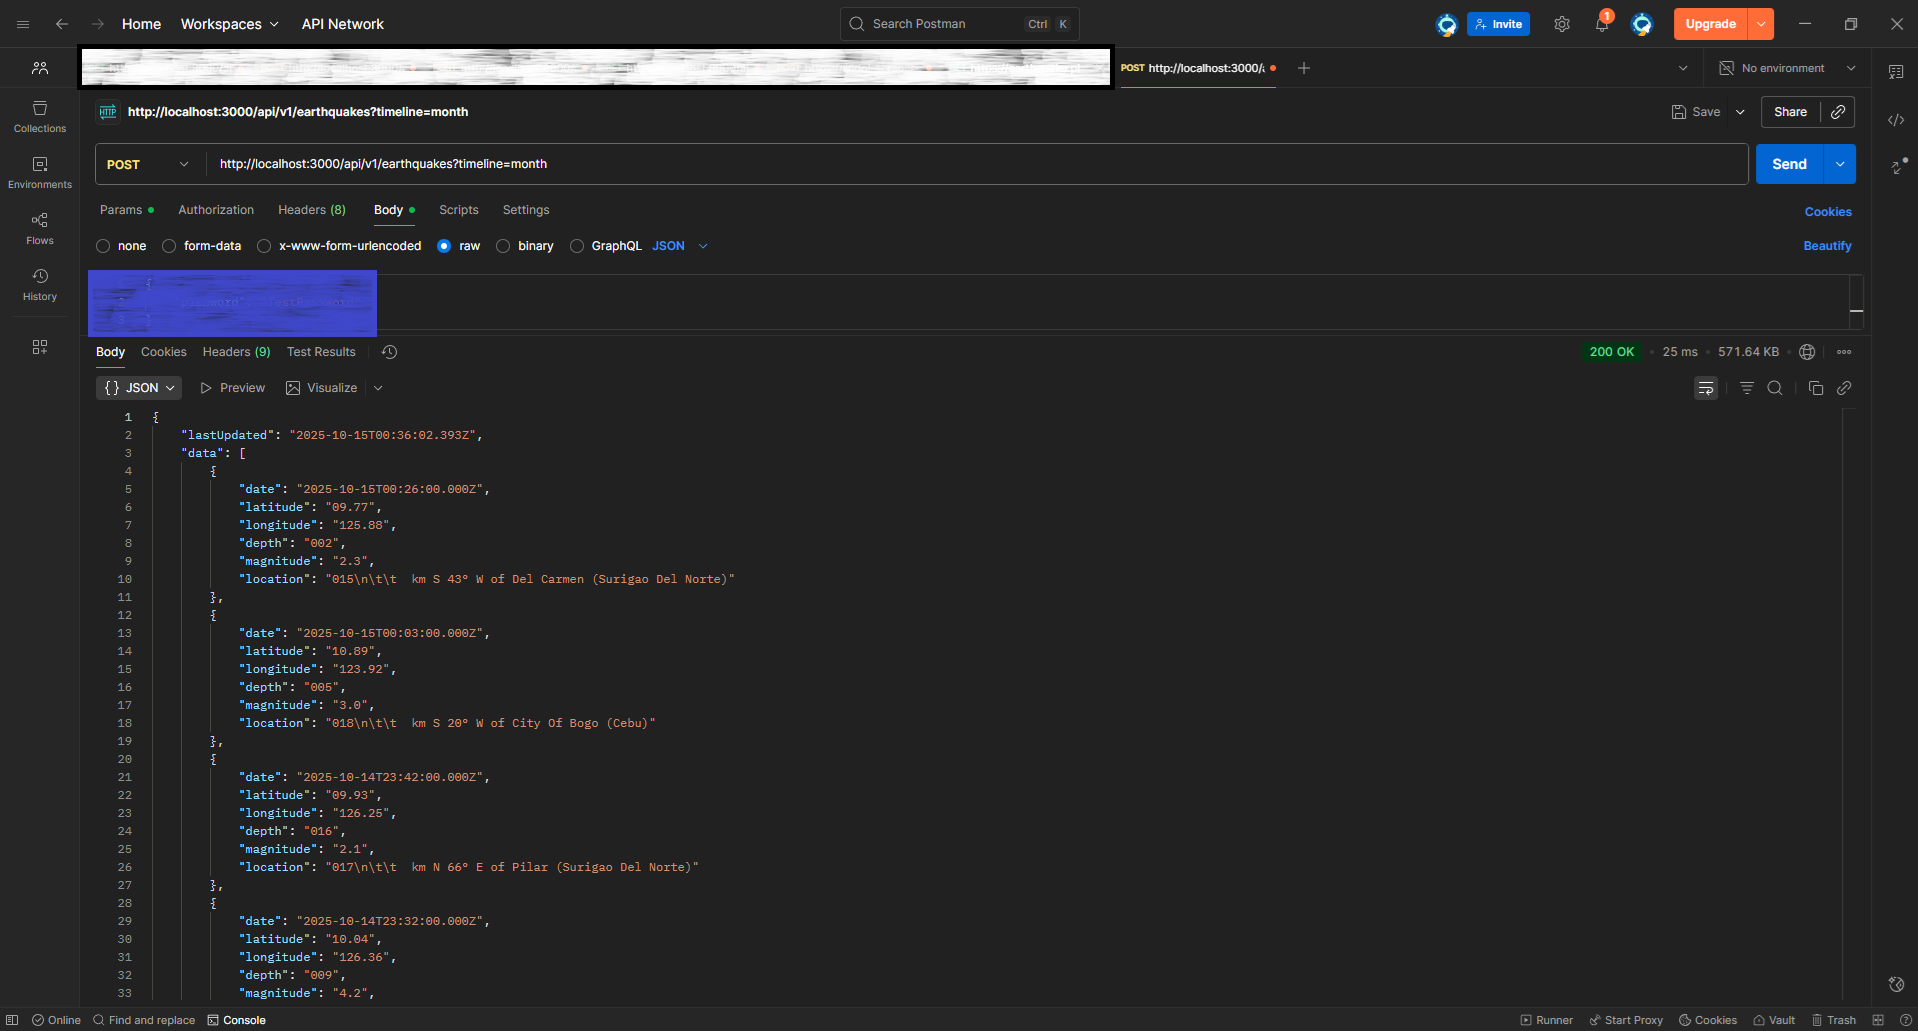 Home Workspaces API Network Search Postman Ctrl K Invite 1 Upgrade
POST http://localhost:3000/a No environment
HTTP http://localhost:3000/api/v1/earthquakes?timeline=month Save Share
Collections
POST http://localhost:3000/api/v1/earthquakes?timeline=month Send
Environments
Params Authorization Headers (8) Body Scripts Settings Cookies
Flows
none form-data x-www-form-urlencoded raw binary GraphQL JSON Beautify
History
Body Cookies Headers (9) Test Results 200 OK 25 ms 571.64 KB
{} JSON Preview Visualize
1 {
2 "lastUpdated": "2025-10-15T00:36:02.393Z",
3 "data": [
4 {
5 "date": "2025-10-15T00:26:00.000Z",
6 "latitude": "09.77",
7 "longitude": "125.88",
8 "depth": "002",
9 "magnitude": "2.3",
10 "location": "015\n\t\t  km S 43° W of Del Carmen (Surigao Del Norte)"
11 },
12 {
13 "date": "2025-10-15T00:03:00.000Z",
14 "latitude": "10.89",
15 "longitude": "123.92",
16 "depth": "005",
17 "magnitude": "3.0",
18 "location": "018\n\t\t  km S 20° W of City Of Bogo (Cebu)"
19 },
20 {
21 "date": "2025-10-14T23:42:00.000Z",
22 "latitude": "09.93",
23 "longitude": "126.25",
24 "depth": "016",
25 "magnitude": "2.1",
26 "location": "017\n\t\t  km N 66° E of Pilar (Surigao Del Norte)"
27 },
28 {
29 "date": "2025-10-14T23:32:00.000Z",
30 "latitude": "10.04",
31 "longitude": "126.36",
32 "depth": "009",
33 "magnitude": "4.2",
Online Find and replace Console Runner Start Proxy Cookies Vault Trash